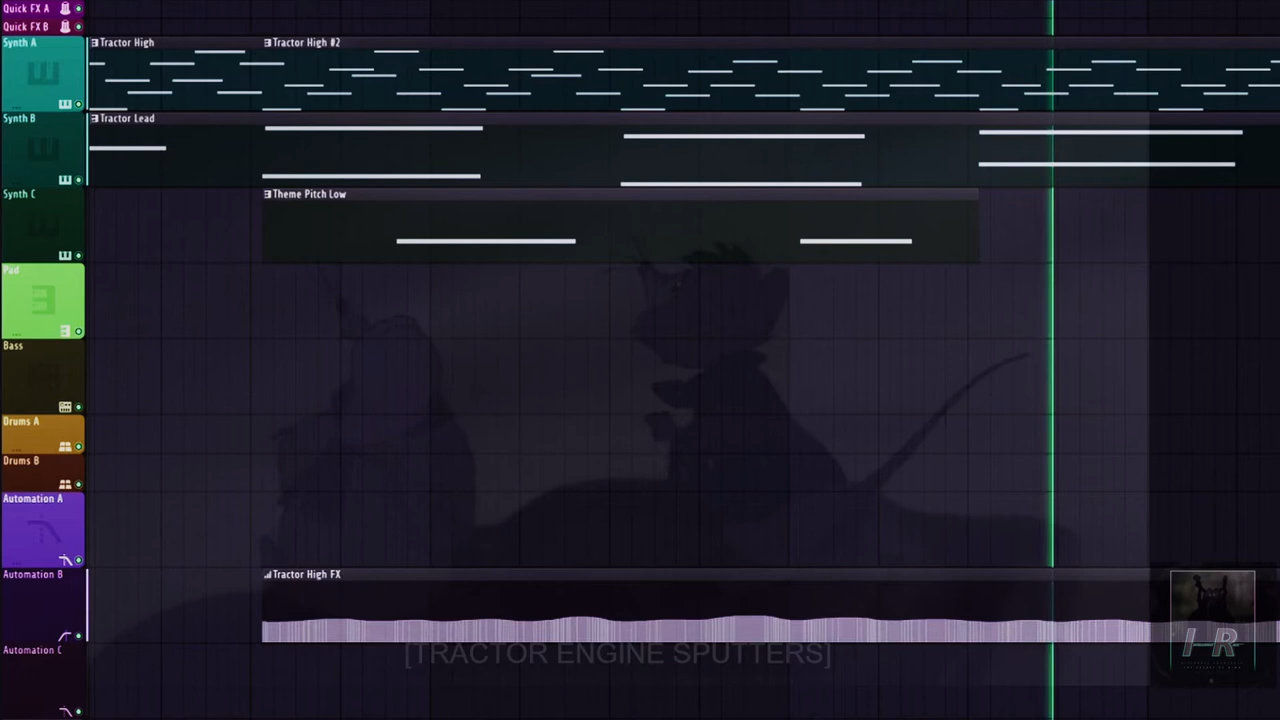 Quick FX A
Quick FX B
Synth A
Tractor High
Tractor High #2
Synth B
Tractor Lead
Synth C
Theme Pitch Low
Pad
Bass
Drums A
Drums B
Automation A
Automation B
Tractor High FX
[TRACTOR ENGINE SPUTTERS]
I-R
Automation C